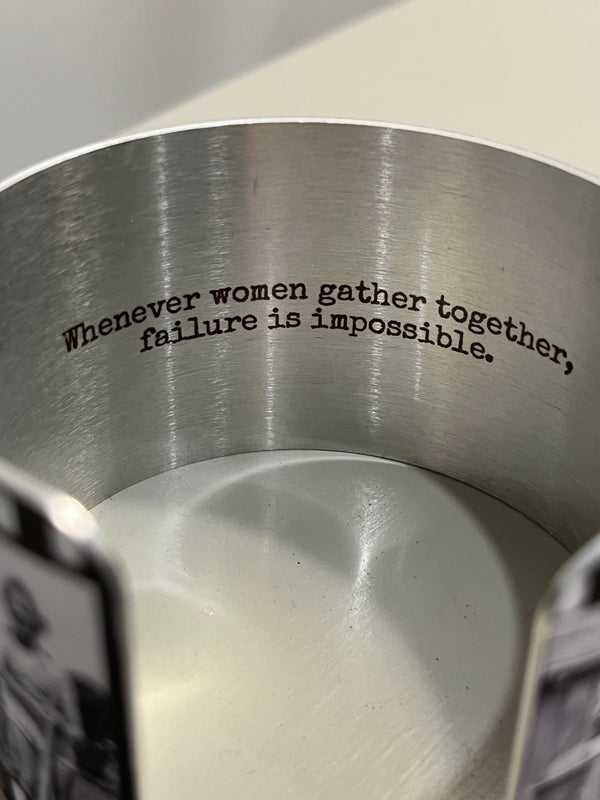 Whenever women gather together,
failure is impossible.